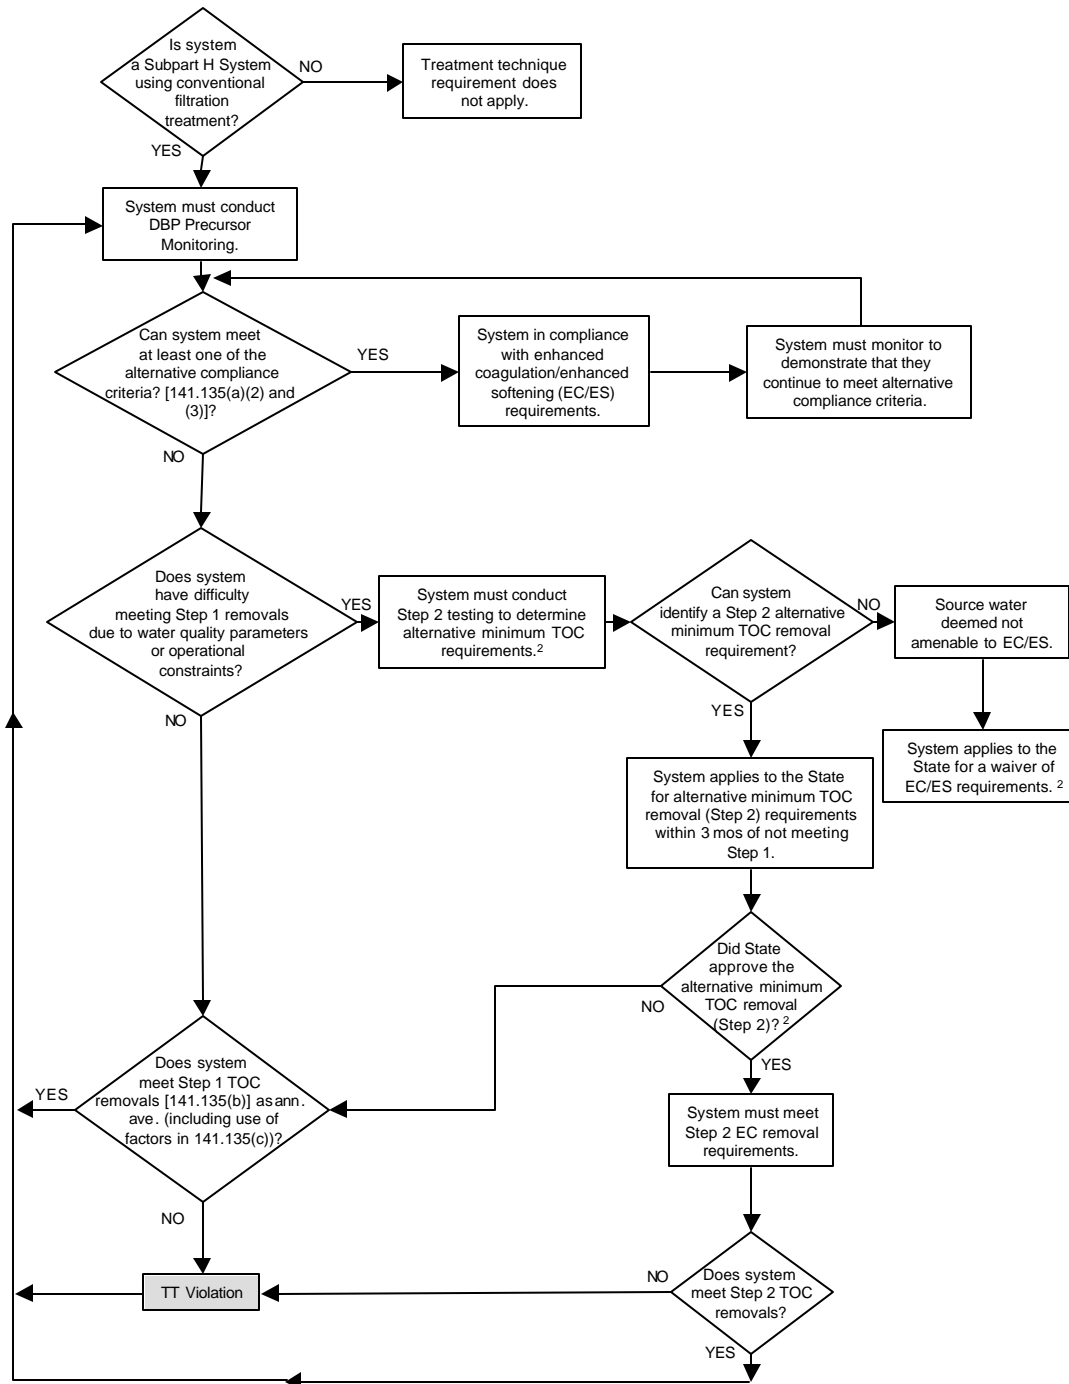 Is system
a Subpart H System
using conventional
filtration
treatment?
NO
Treatment technique
requirement does
not apply.
YES
System must conduct
DBP Precursor
Monitoring.
Can system meet
at least one of the
alternative compliance
criteria? [141.135(a)(2) and
(3)]?
YES
System in compliance
with enhanced
coagulation/enhanced
softening (EC/ES)
requirements.
System must monitor to
demonstrate that they
continue to meet alternative
compliance criteria.
NO
Does system
have difficulty
meeting Step 1 removals
due to water quality parameters
or operational
constraints?
YES
System must conduct
Step 2 testing to determine
alternative minimum TOC
requirements.2
Can system
identify a Step 2 alternative
minimum TOC removal
requirement?
NO
Source water
deemed not
amenable to EC/ES.
NO
YES
System applies to the
State for a waiver of
EC/ES requirements. 2
System applies to the State
for alternative minimum TOC
removal (Step 2) requirements
within 3 mos of not meeting
Step 1.
Did State
approve the
alternative minimum
TOC removal
(Step 2)? 2
NO
YES
Does system
meet Step 1 TOC
removals [141.135(b)] asann.
ave. (including use of
factors in 141.135(c))?
YES
System must meet
Step 2 EC removal
requirements.
NO
TT Violation
NO
Does system
meet Step 2 TOC
removals?
YES